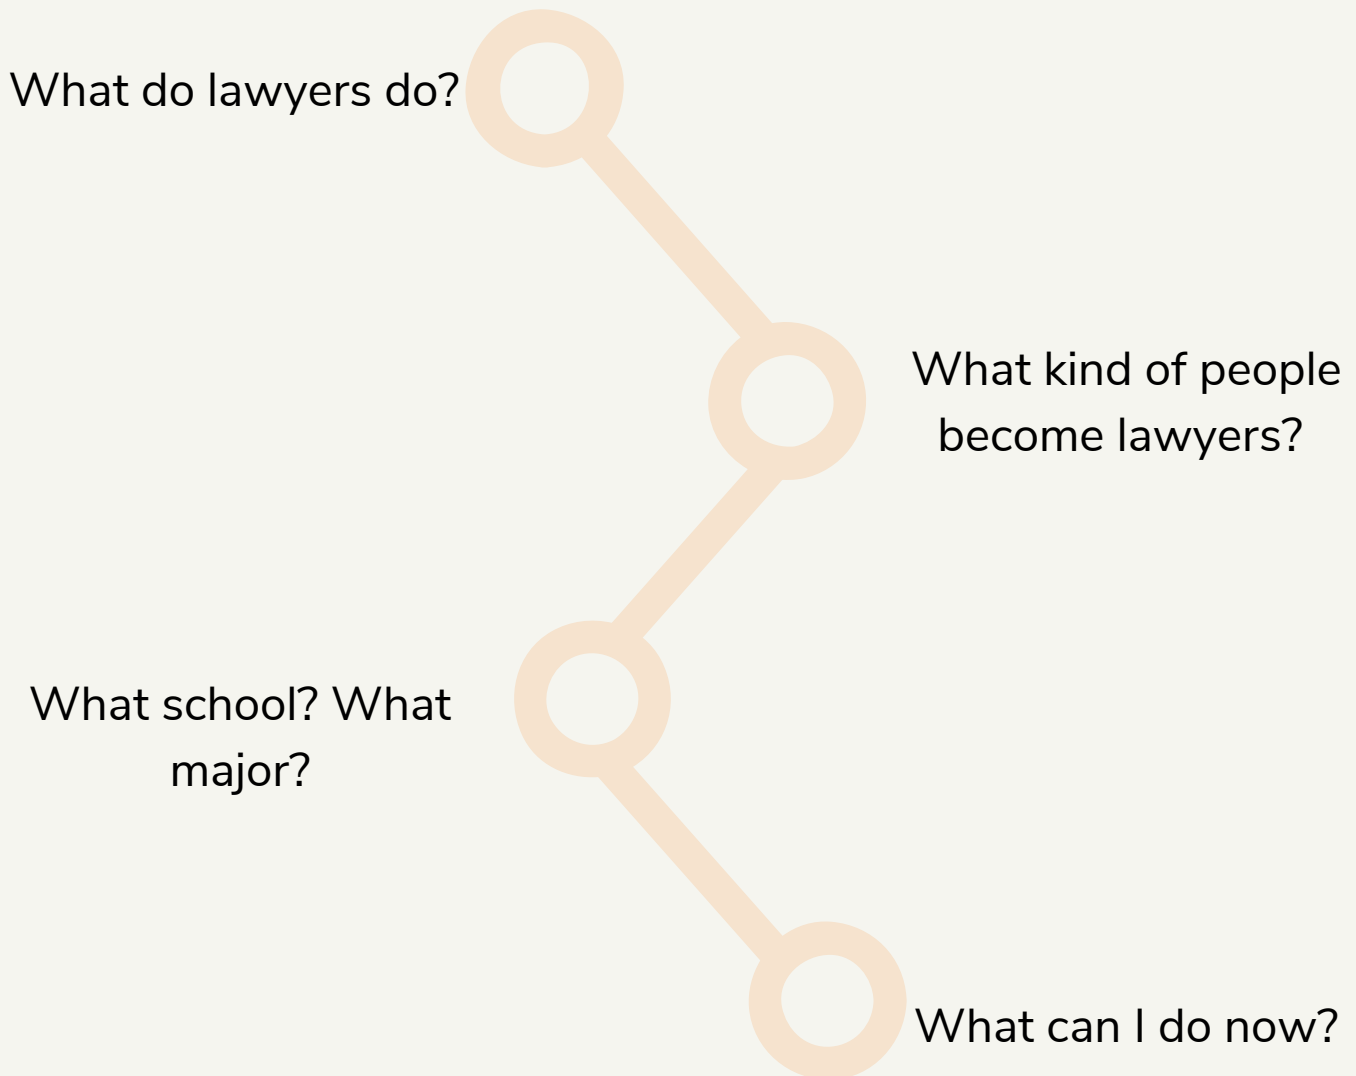 What do lawyers do?
What kind of people
become lawyers?
What school? What
major?
What can I do now?